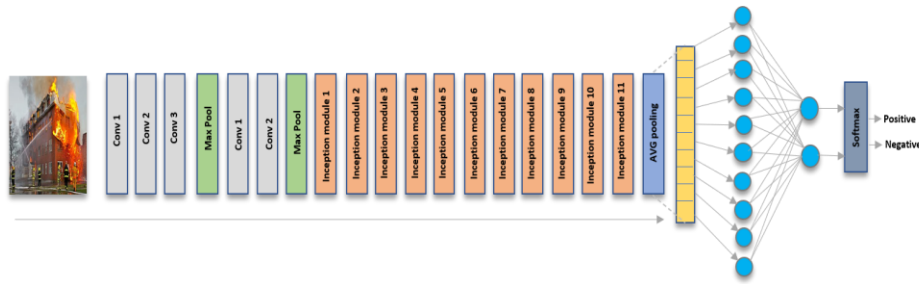 Conv 1
Conv 2
Conv 3
Max Pool
Conv 1
Conv 2
Max Pool
Inception module 1
Inception module 2
Inception module 3
Inception module 4
Inception module 5
Inception module 6
Inception module 7
Inception module 8
Inception module 9
Inception module 10
Inception module 11
AVG pooling
Softmax
Positive
Negative